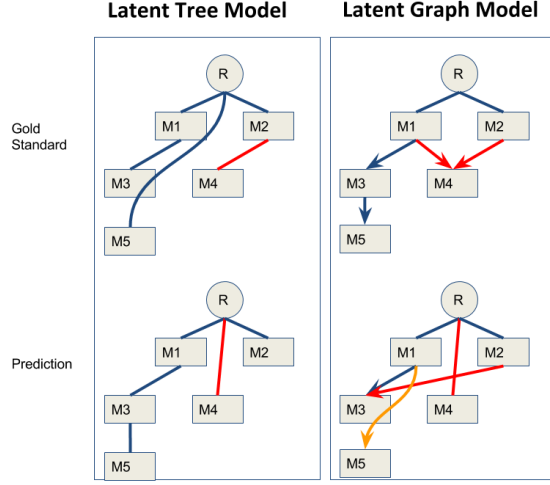 Latent Tree Model
Latent Graph Model
Gold
Standard
R
M1
M2
M3
M4
M5
R
M1
M2
M3
M4
M5
Prediction
R
M1
M2
M3
M4
M5
R
M1
M2
M3
M4
M5